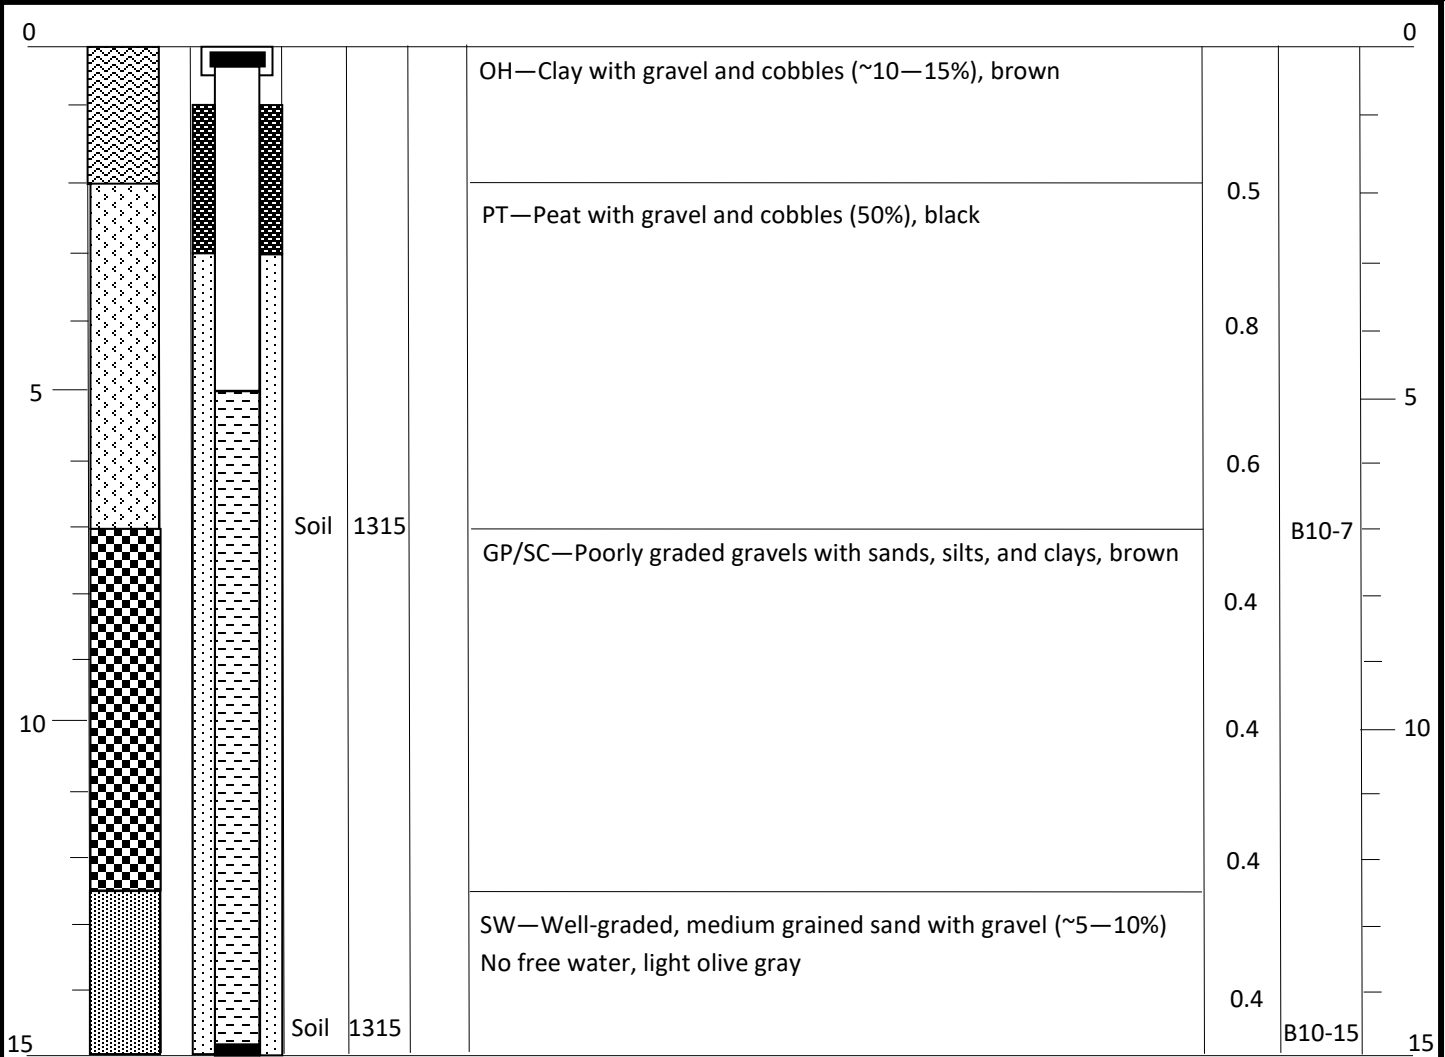 0
0
OH—Clay with gravel and cobbles (~10—15%), brown
0.5
PT—Peat with gravel and cobbles (50%), black
0.8
5
5
0.6
Soil 1315
B10-7
GP/SC—Poorly graded gravels with sands, silts, and clays, brown
0.4
10
0.4
10
0.4
SW—Well-graded, medium grained sand with gravel (~5—10%)
No free water, light olive gray
0.4
Soil 1315
B10-15
15
15